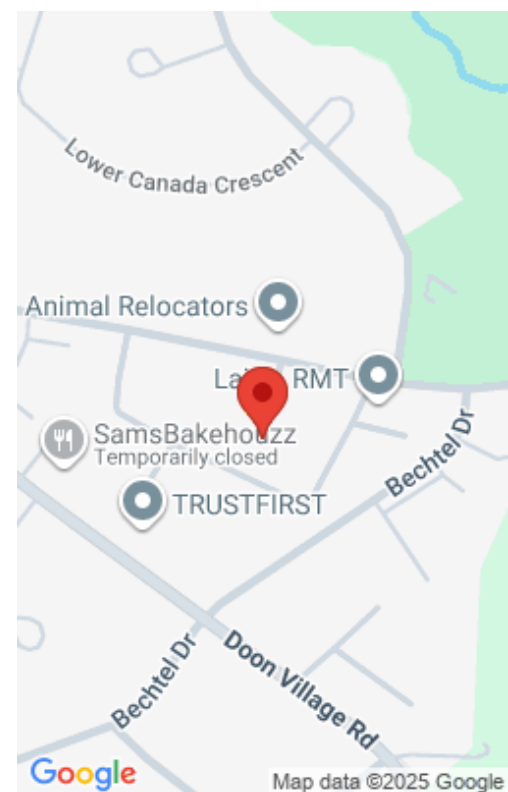 Lower Canada Crescent
Animal Relocators
RMT
SamsBakehouzz
Temporarily closed
Bechtel Dr
TRUSTFIRST
Doon Village Rd
Bechtel Dr
Google
Map data ©2025 Google